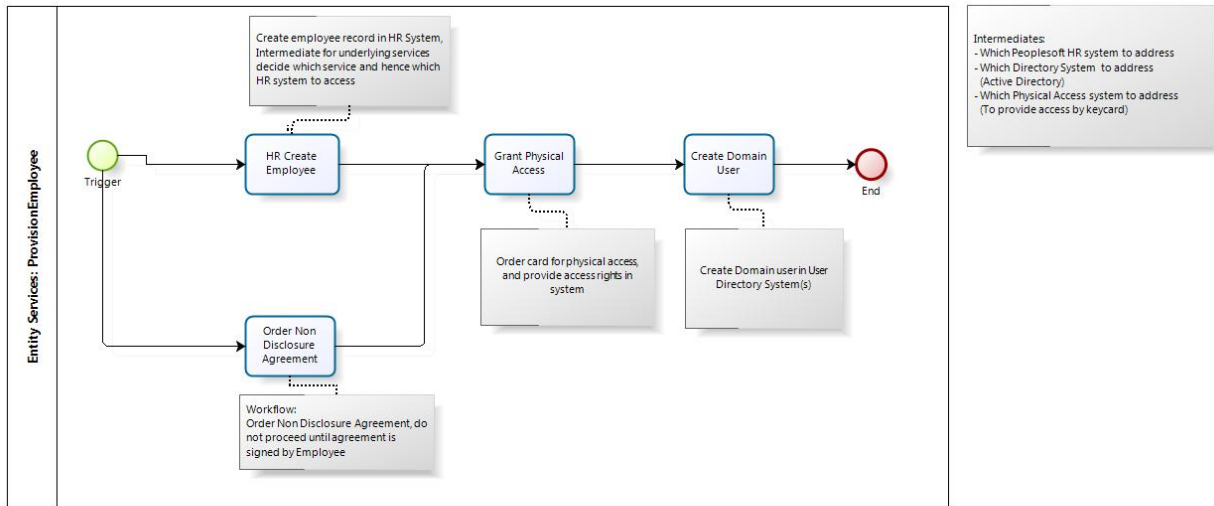 Entity Services: ProvisionEmployee
Create employee record in HR System,
Intermediate for underlying services
decide which service and hence which
HR system to access
Intermediates:
- Which Peoplesoft HR system to address
- Which Directory System to address
(Active Directory)
- Which Physical Access system to address
(To provide access by keycard)
Trigger
HR Create
Employee
Grant Physical
Access
Create Domain
User
End
Order card for physical access,
and provide access rights in
system
Create Domain user in User
Directory System(s)
Order Non
Disclosure
Agreement
Workflow:
Order Non Disclosure Agreement, do
not proceed until agreement is
signed by Employee